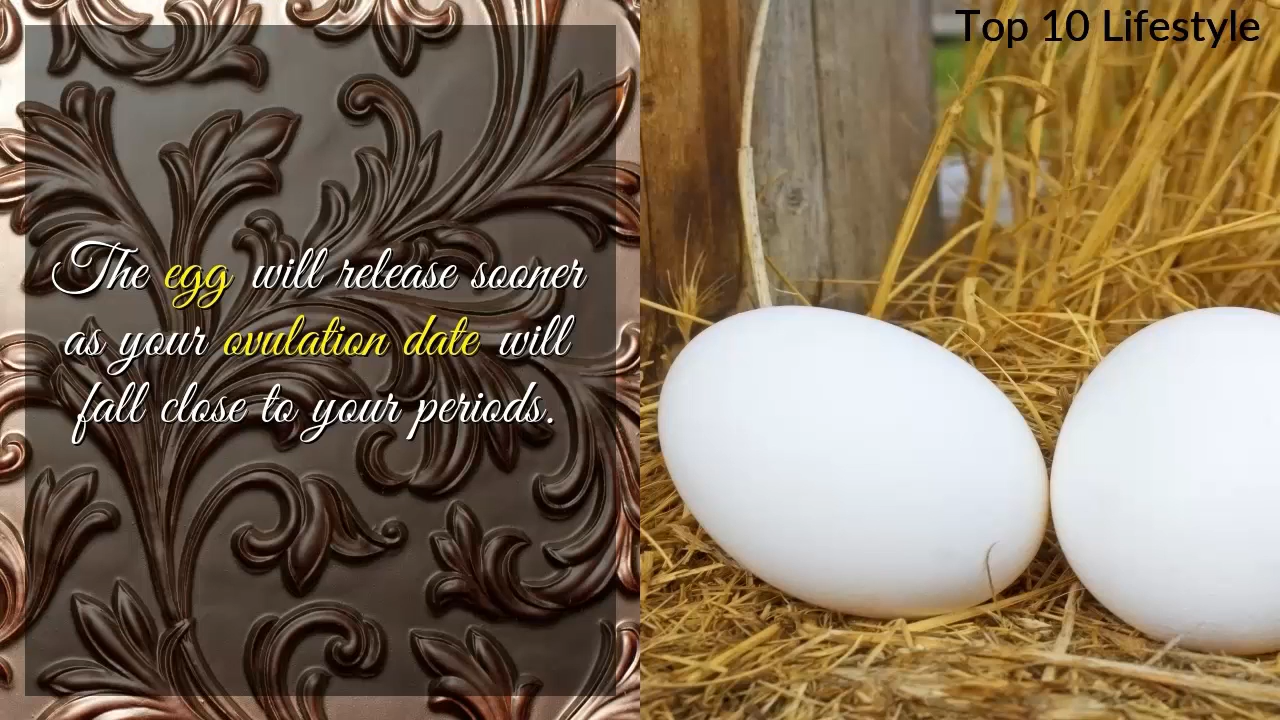 Top 10 Lifestyle
The egg will release sooner
as your ovulation date will
fall close to your periods.